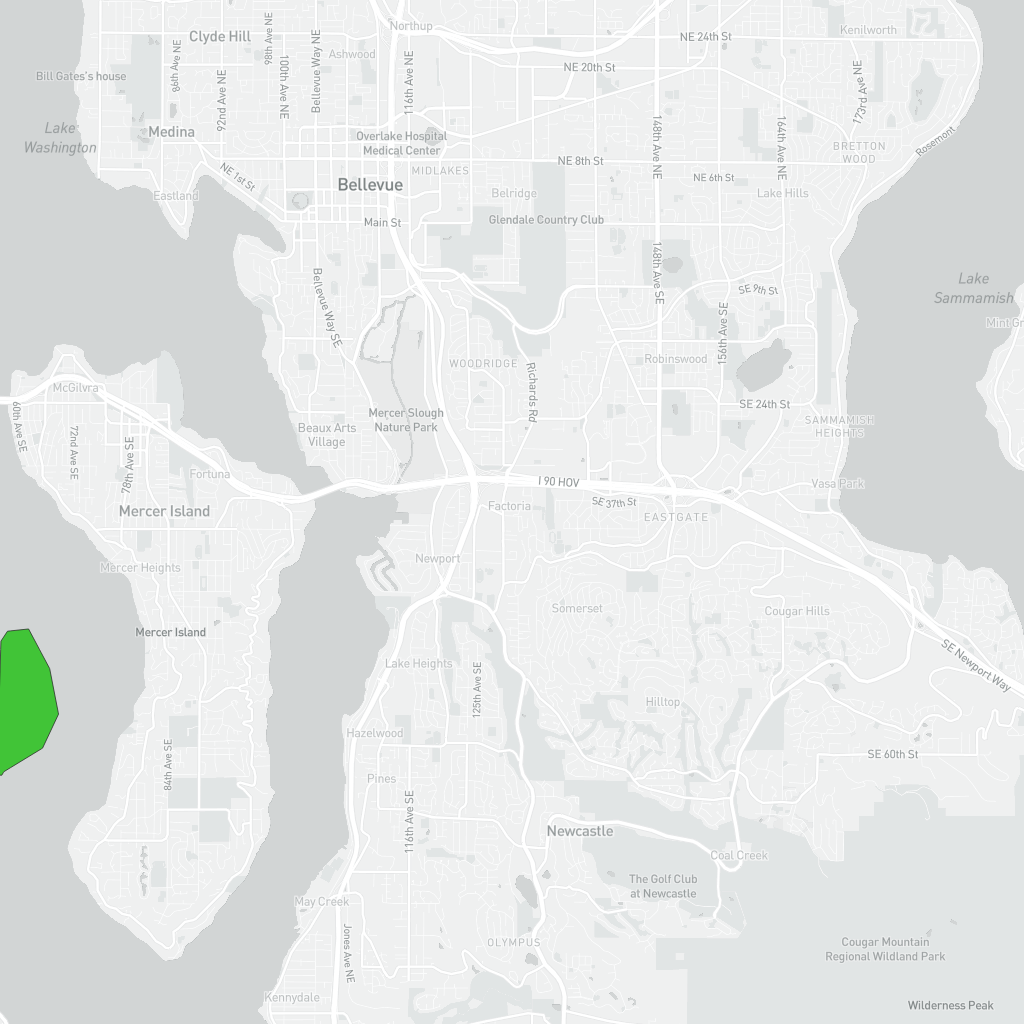 Northup
Clyde Hill
NE 24th St
Kenilworth
98th Ave NE
86th Ave NE
Bellevue Way NE
Ashwood
NE 20th St
Bill Gates's house
92nd Ave NE
100th Ave NE
116th Ave NE
173rd Ave NE
Lake
Washington
Medina
Overlake Hospital
Medical Center
148th Ave NE
164th Ave NE
Rosemont
BRETTON
WOOD
NE 1st St
MIDLAKES
NE 8th St
NE 6th St
Bellevue
Eastland
Belridge
Lake Hills
Main St
Glendale Country Club
148th Ave SE
Lake
Sammamish
SE 9th St
Bellevue Way SE
156th Ave SE
Mint Gr
WOODRIDGE
Robinswood
McGilvra
Richards Rd
60th Ave SE
Mercer Slough
Nature Park
SE 24th St
Beaux Arts
Village
SAMMAMISH
HEIGHTS
72nd Ave SE
78th Ave SE
Fortuna
I 90 HOV
Vasa Park
SE 37th St
Mercer Island
Factoria
EASTGATE
Newport
Mercer Heights
Somerset
Cougar Hills
Mercer Island
Lake Heights
SE Newport Way
125th Ave SE
Hilltop
Hazelwood
84th Ave SE
SE 60th St
Pines
116th Ave SE
Newcastle
Coal Creek
The Golf Club
at Newcastle
May Creek
Jones Ave NE
OLYMPUS
Cougar Mountain
Regional Wildland Park
Kennydale
Wilderness Peak